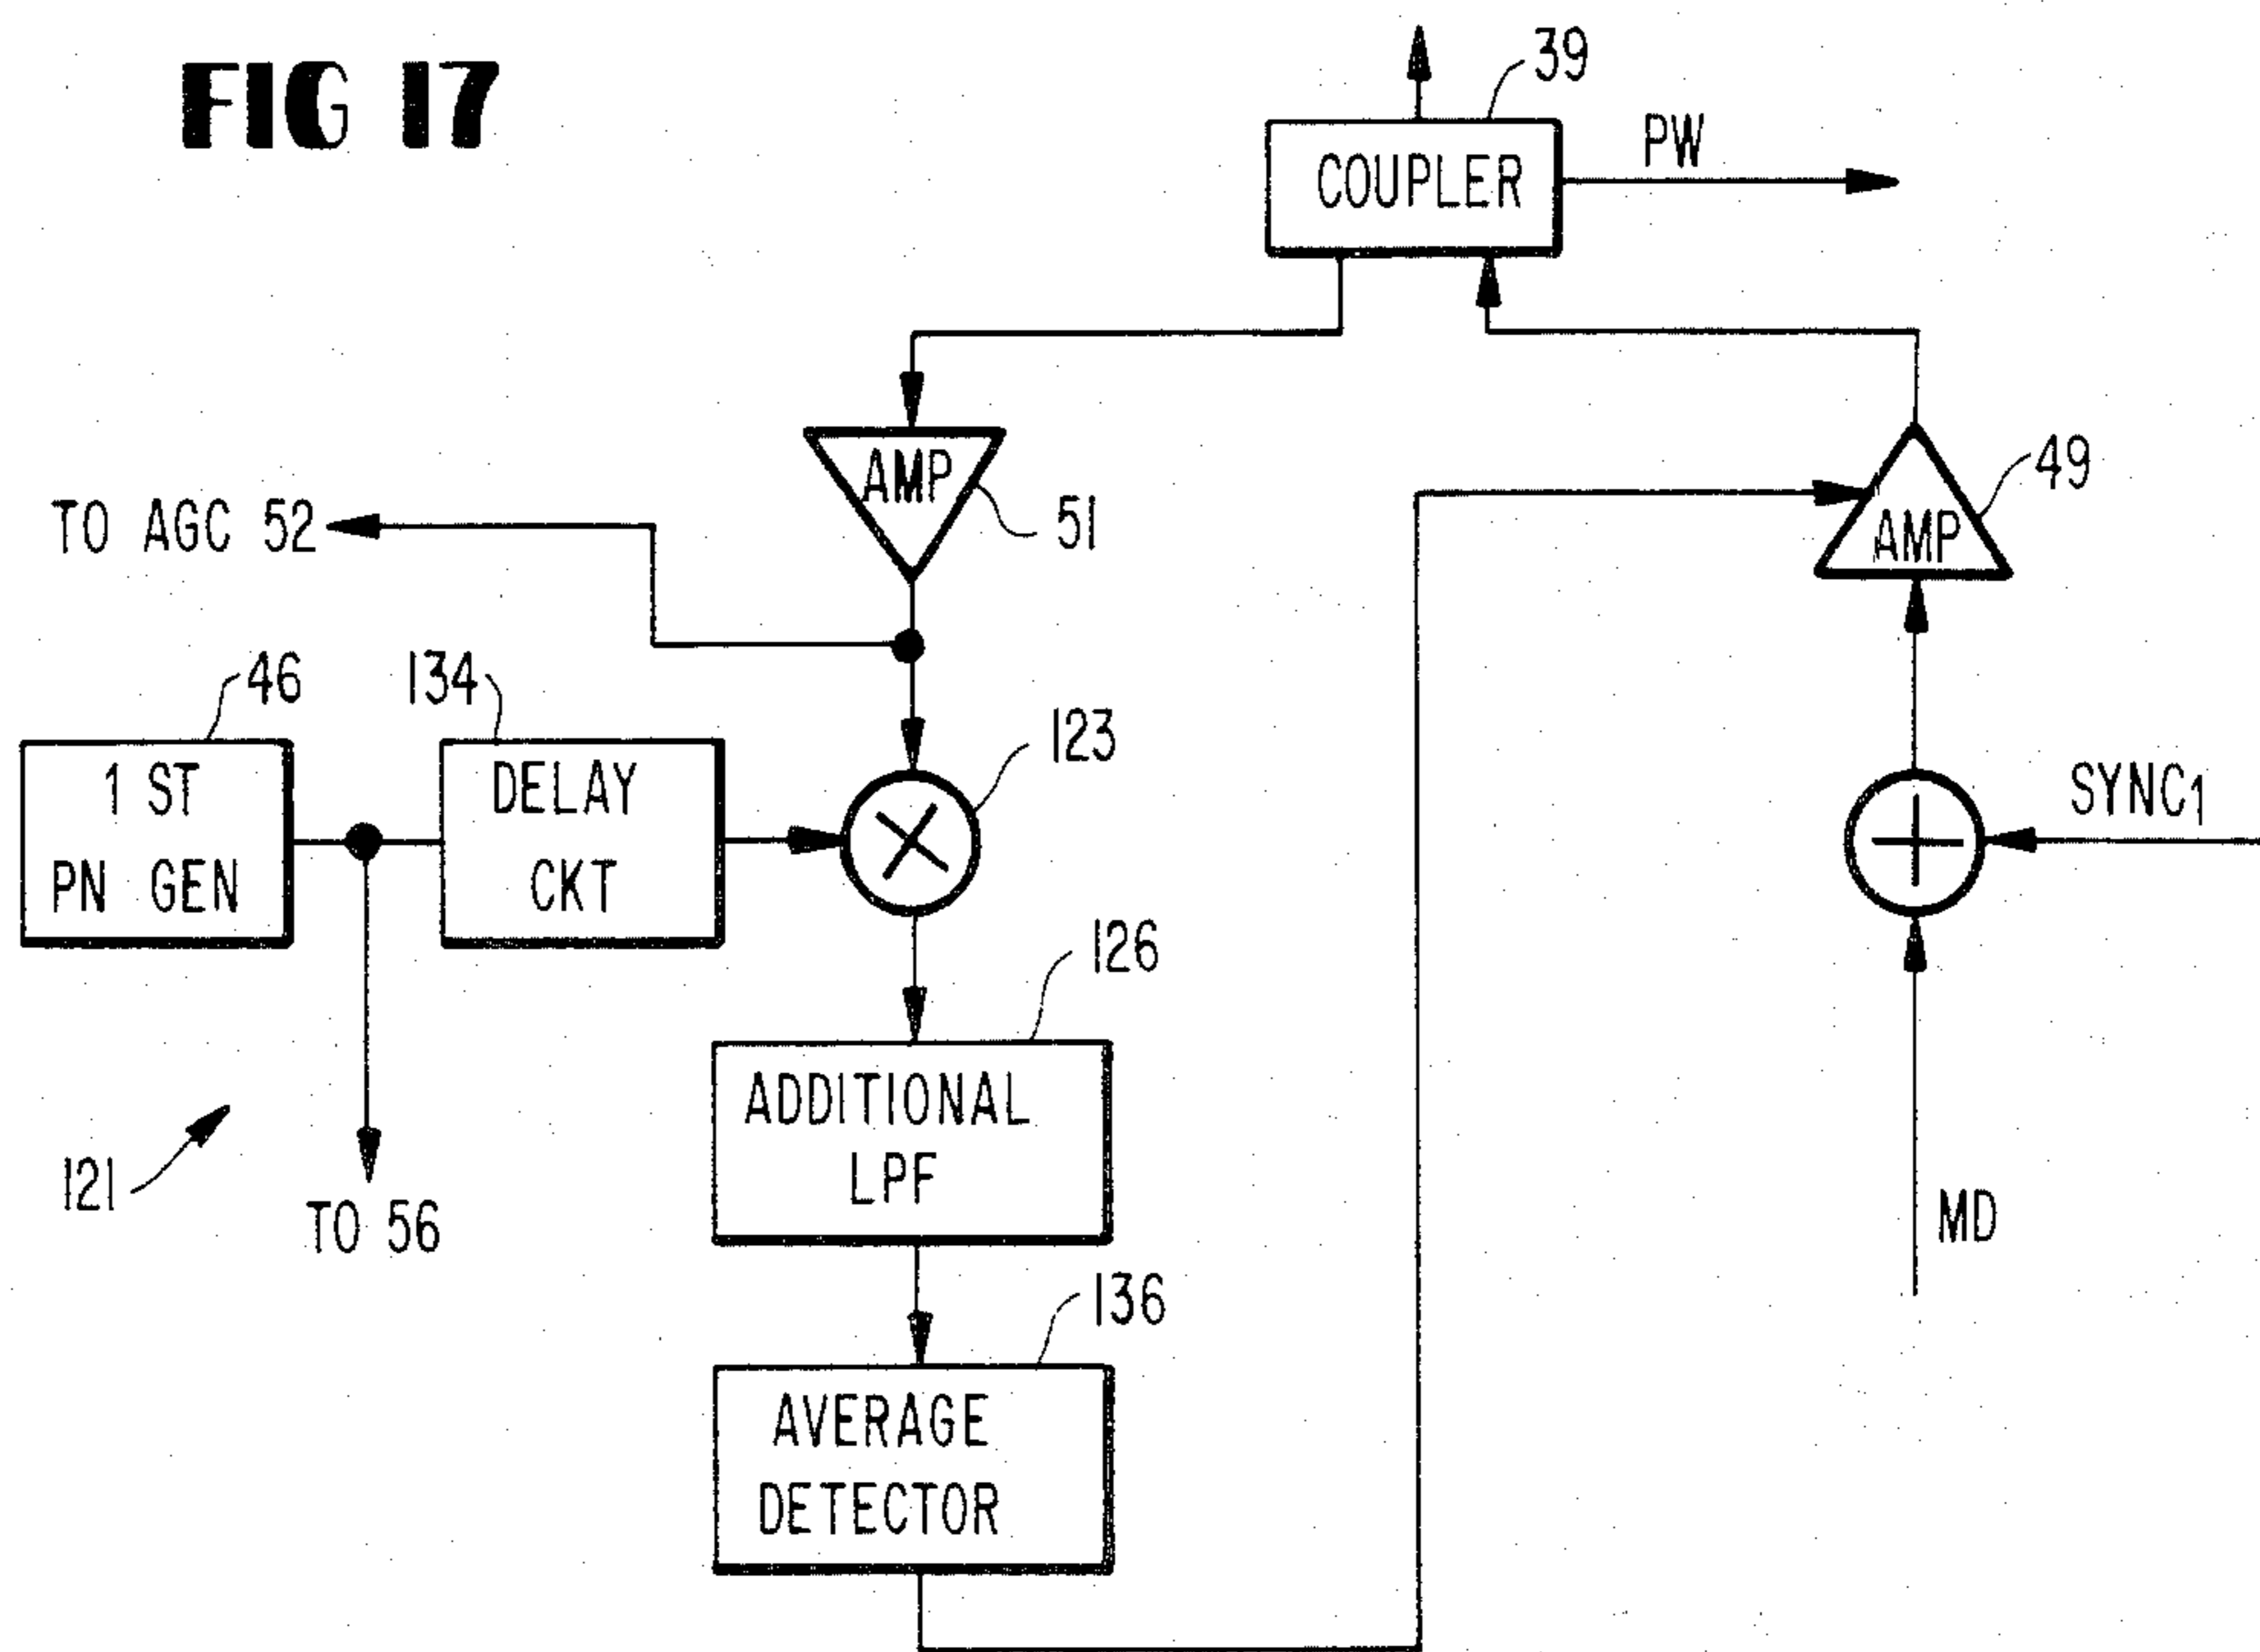 FIG 17
39
COUPLER
PW
AMP
51
49
AMP
TO AGC 52
46
134
123
1 ST
PN GEN
DELAY
CKT
SYNC1
126
ADDITIONAL
LPF
121
TO 56
MD
136
AVERAGE
DETECTOR